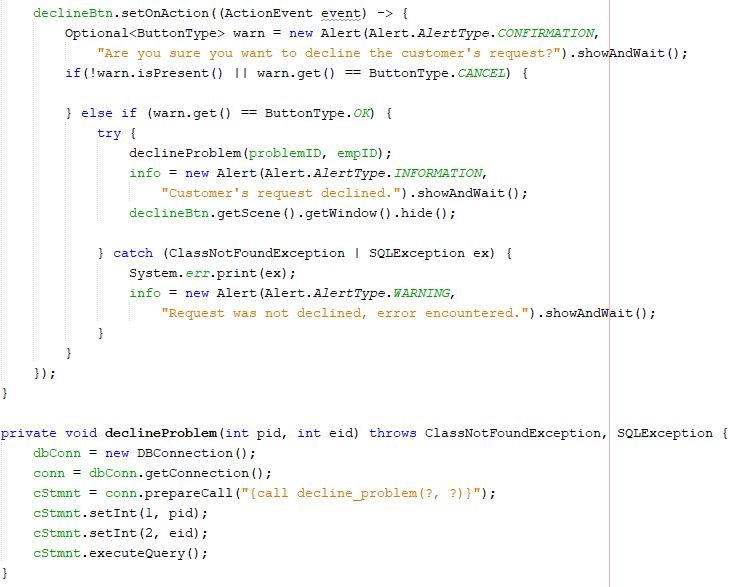 declineBtn.setOnAction((ActionEvent event) -> {
Optional<ButtonType> warn = new Alert(Alert.AlertType.CONFIRMATION,
"Are you sure you want to decline the customer's request?").showAndWait();
if(!warn.isPresent() || warn.get() == ButtonType.CANCEL) {
} else if (warn.get() == ButtonType.OK) {
try {
declineProblem(problemID, empID);
info = new Alert(Alert.AlertType.INFORMATION,
"Customer's request declined.").showAndWait();
declineBtn.getScene().getWindow().hide();
} catch (ClassNotFoundException | SQLException ex) {
System.err.print(ex);
info = new Alert(Alert.AlertType.WARNING,
"Request was not declined, error encountered.").showAndWait();
}
}
});
}
private void declineProblem(int pid, int eid) throws ClassNotFoundException, SQLException {
dbConn = new DBConnection();
conn = dbConn.getConnection();
cStmnt = conn.prepareCall("{call decline_problem(?, ?)}");
cStmnt.setInt(1, pid);
cStmnt.setInt(2, eid);
cStmnt.executeQuery();
}